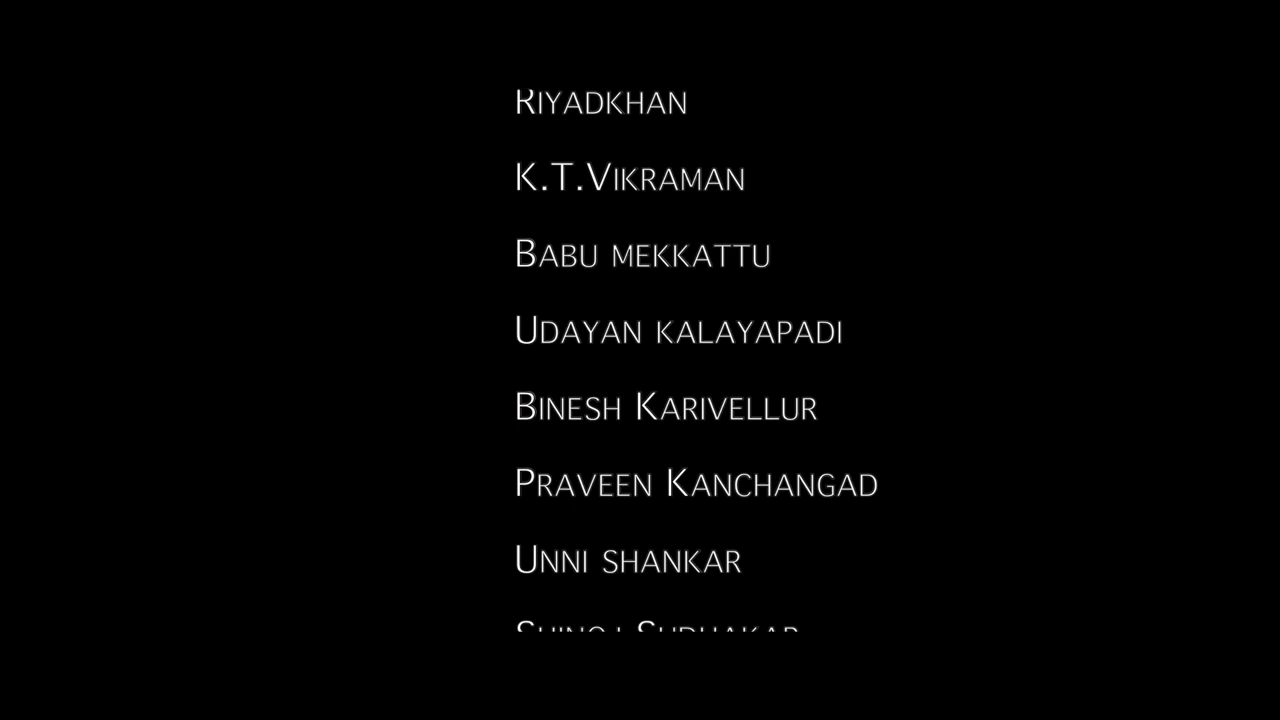 Riyadkhan
K.T.Vikraman
Babu mekkattu
Udayan kalayapadi
Binesh Karivellur
Praveen Kanchangad
Unni shankar